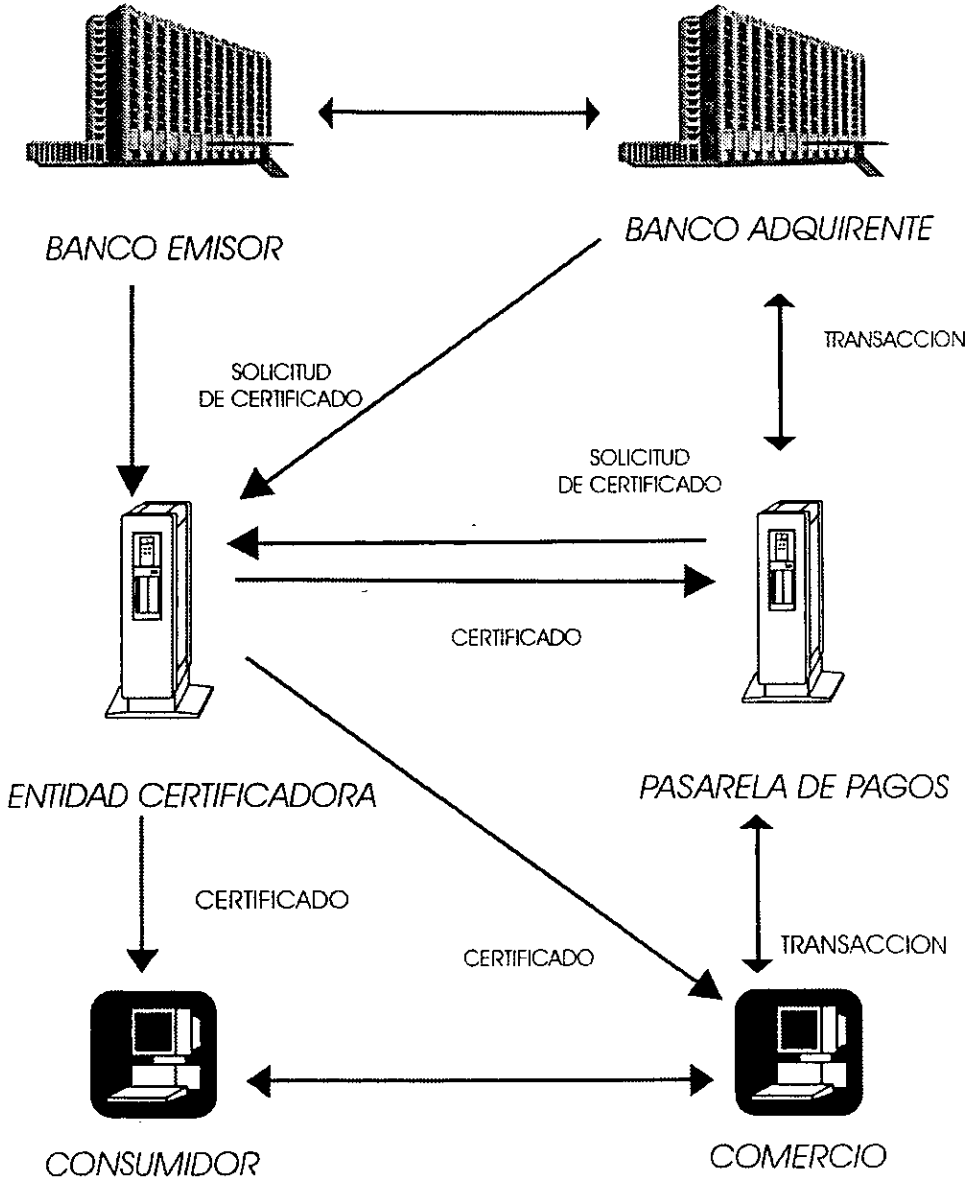 BANCO EMISOR
BANCO ADQUIRENTE
TRANSACCION
SOLICITUD
DE CERTIFICADO
SOLICITUD
DE CERTIFICADO
CERTIFICADO
ENTIDAD CERTIFICADORA
PASARELA DE PAGOS
CERTIFICADO
CERTIFICADO
TRANSACCION
CONSUMIDOR
COMERCIO